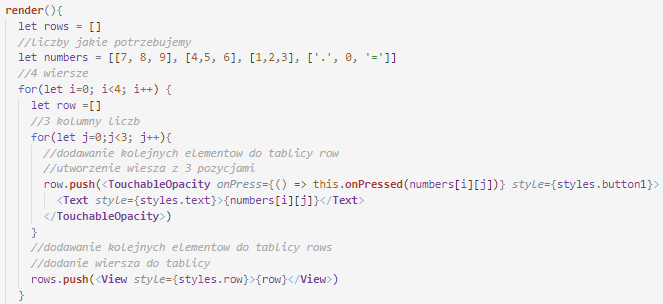 render(){
let rows = []
//liczby jakie potrzebujemy
let numbers = [[7, 8, 9], [4,5, 6], [1,2,3], ['.', 0, '=']]
//4 wiersze
for(let i=0; i<4; i++) {
let row =[]
//3 kolumny liczb
for(let j=0;j<3; j++){
//dodawanie kolejnych elementow do tablicy row
//utworzenie wiesza z 3 pozycjami
row.push(<TouchableOpacity onPress={() => this.onPressed(numbers[i][j])} style={styles.button1}>
<Text style={styles.text}>{numbers[i][j]}</Text>
</TouchableOpacity>)
}
//dodawanie kolejnych elementow do tablicy rows
//dodanie wiersza do tablicy
rows.push(<View style={styles.row}>{row}</View>)
}